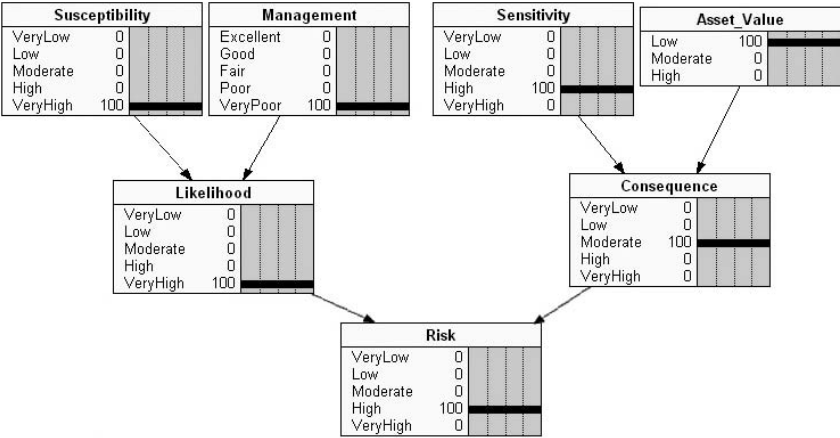 Susceptibility
VeryLow 0
Low 0
Moderate 0
High 0
VeryHigh 100
Management
Excellent 0
Good 0
Fair 0
Poor 0
VeryPoor 100
Sensitivity
VeryLow 0
Low 0
Moderate 0
High 100
VeryHigh 0
Asset_Value
Low 100
Moderate 0
High 0
Likelihood
VeryLow 0
Low 0
Moderate 0
High 0
VeryHigh 100
Consequence
VeryLow 0
Low 0
Moderate 100
High 0
VeryHigh 0
Risk
VeryLow 0
Low 0
Moderate 0
High 100
VeryHigh 0